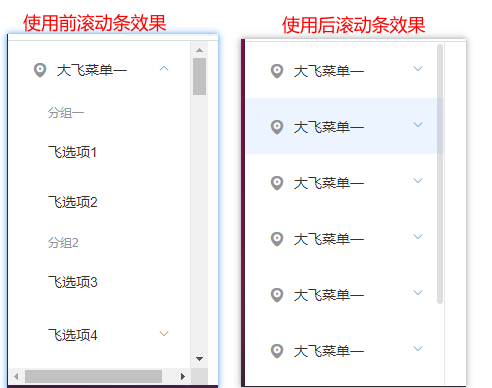 使用前滚动条效果
大飞菜单一
分组一
飞选项1
飞选项2
分组2
飞选项3
飞选项4
使用后滚动条效果
大飞菜单一
大飞菜单一
大飞菜单一
大飞菜单一
大飞菜单一
大飞菜单一